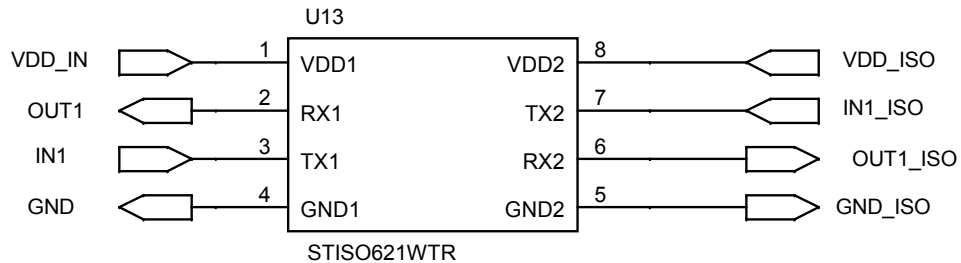 U13
VDD_IN 1 VDD1 VDD2 8 VDD_ISO
OUT1 2 RX1 TX2 7 IN1_ISO
IN1 3 TX1 RX2 6 OUT1_ISO
GND 4 GND1 GND2 5 GND_ISO
STISO621WTR